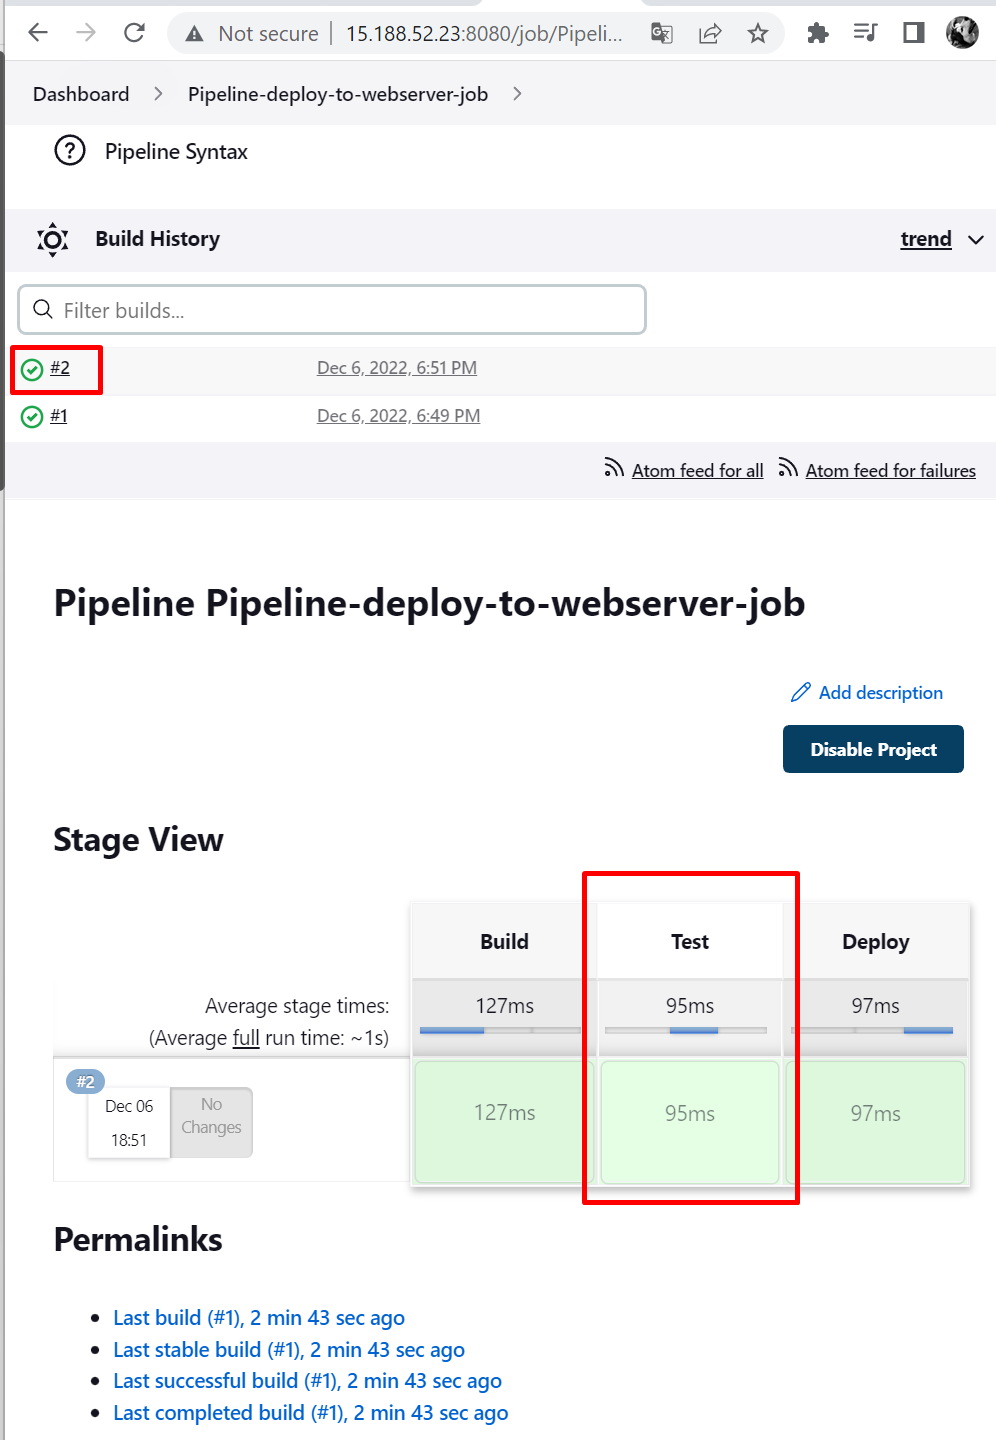 Not secure 15.188.52.23:8080/job/Pipeli...
Dashboard Pipeline-deploy-to-webserver-job
Pipeline Syntax
Build History trend
Filter builds...
#2 Dec 6, 2022, 6:51 PM
#1 Dec 6, 2022, 6:49 PM
Atom feed for all Atom feed for failures
Pipeline Pipeline-deploy-to-webserver-job
Add description
Disable Project
Stage View
Build Test Deploy
Average stage times: 127ms 95ms 97ms
(Average full run time: ~1s)
#2
Dec 06 No
Changes
18:51
127ms 95ms 97ms
Permalinks
Last build (#1), 2 min 43 sec ago
Last stable build (#1), 2 min 43 sec ago
Last successful build (#1), 2 min 43 sec ago
Last completed build (#1), 2 min 43 sec ago